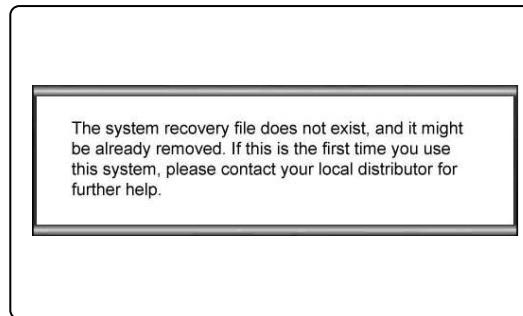 The system recovery file does not exist, and it might
be already removed. If this is the first time you use
this system, please contact your local distributor for
further help.